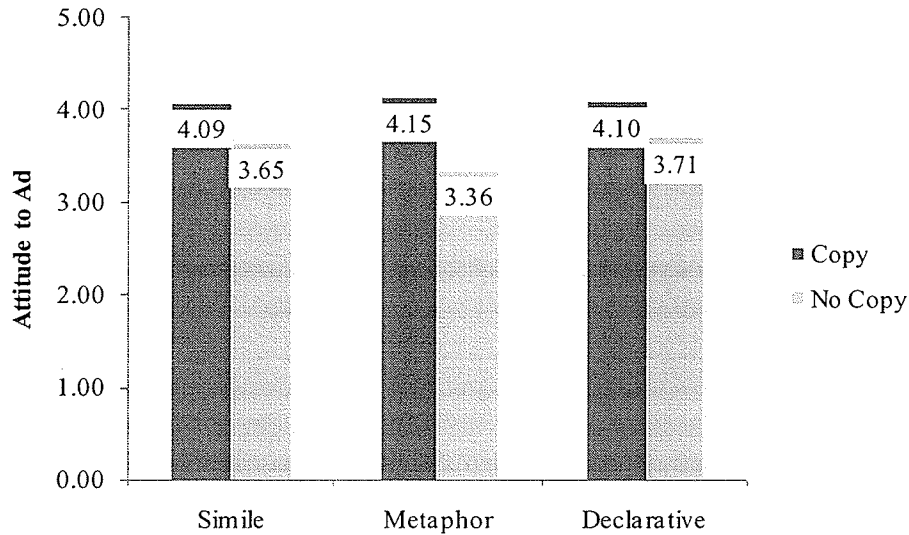 5.00
4.00
3.00
2.00
1.00
0.00
Attitude to Ad
4.09
3.65
4.15
3.36
4.10
3.71
Simile
Metaphor
Declarative
Copy
No Copy